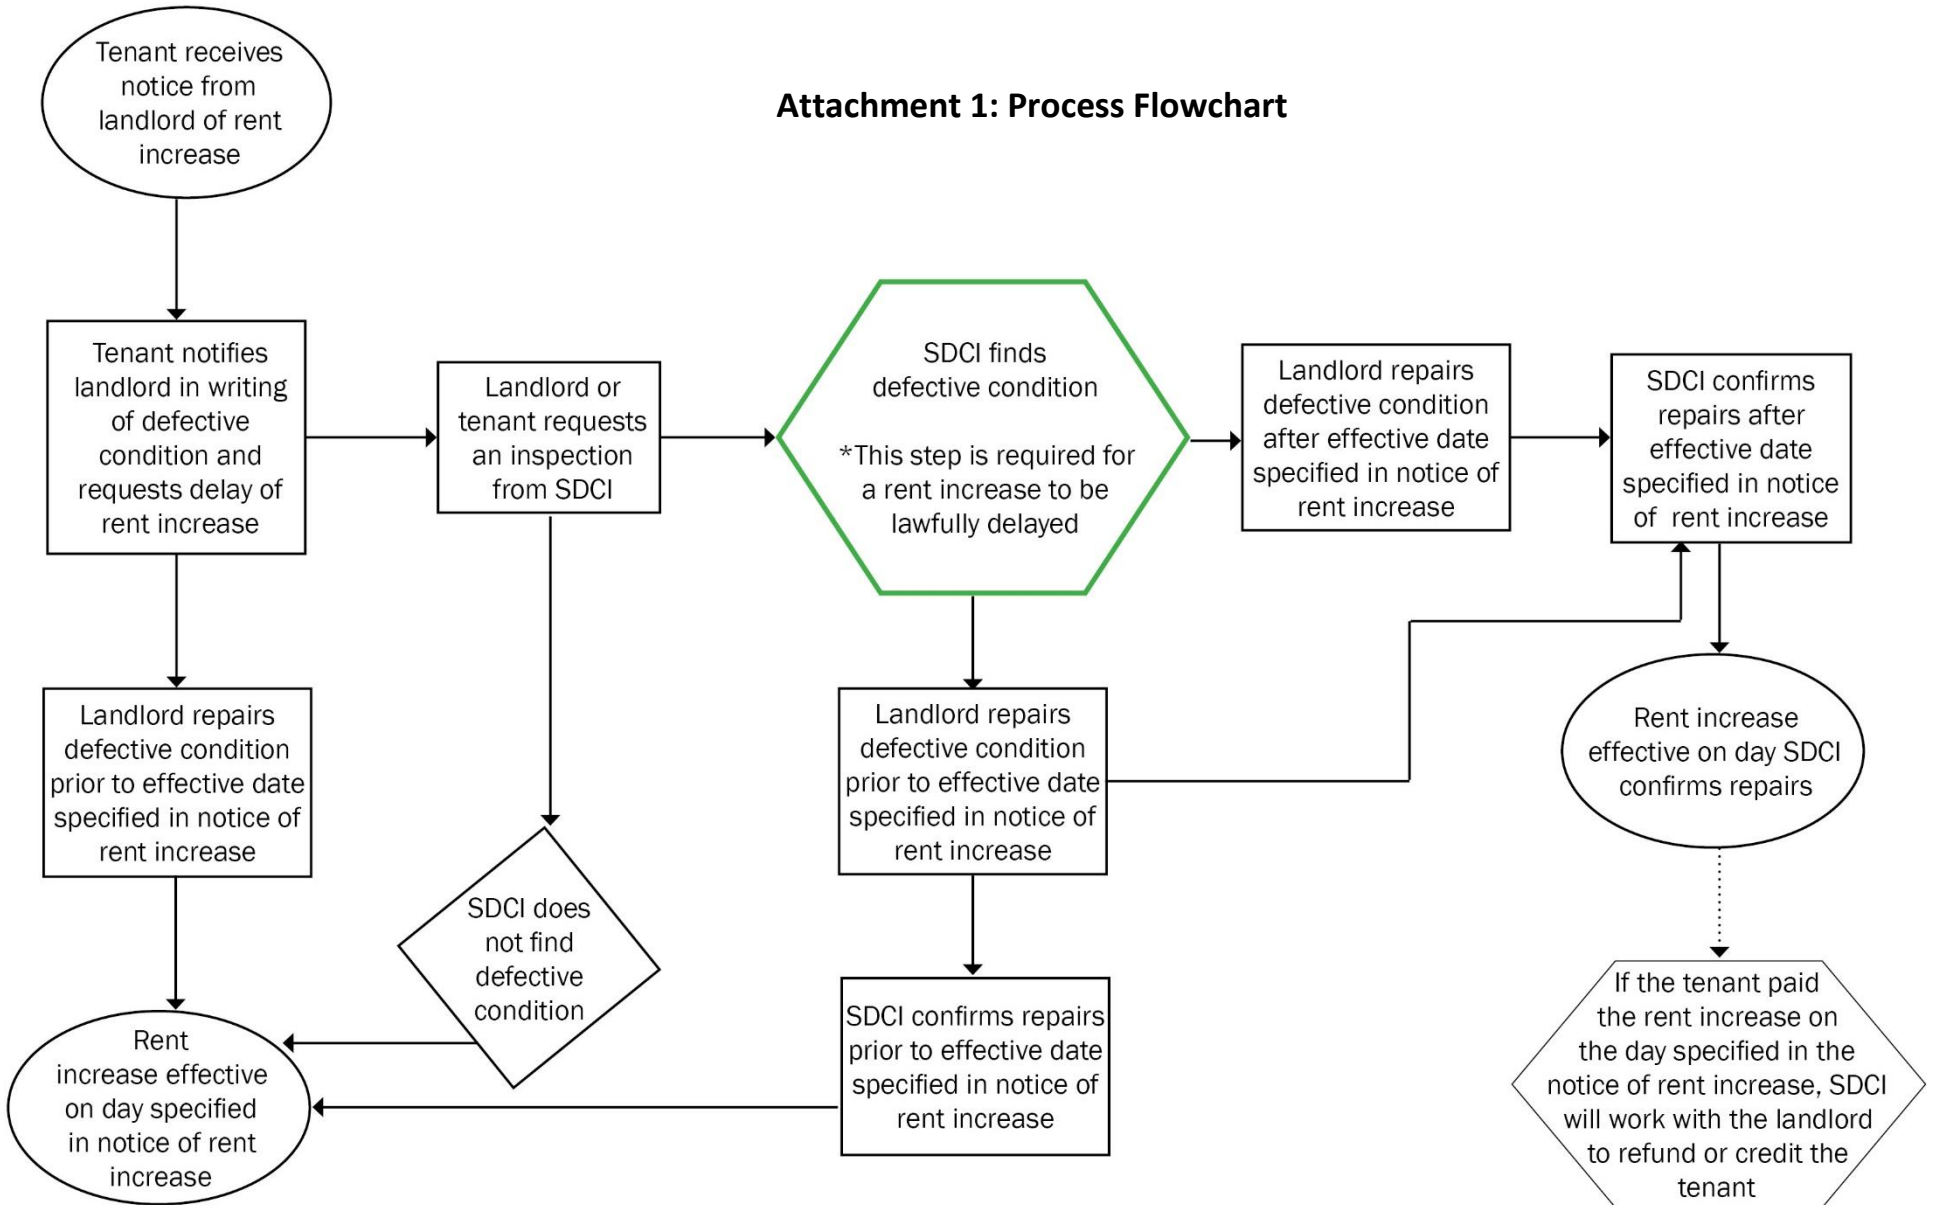 Tenant receives
notice from
landlord of rent
increase
Attachment 1: Process Flowchart
Tenant notifies
landlord in writing
of defective
condition and
requests delay of
rent increase
Landlord or
tenant requests
an inspection
from SDCI
SDCI finds
defective condition
*This step is required for
a rent increase to be
lawfully delayed
Landlord repairs
defective condition
after effective date
specified in notice of
rent increase
SDCI confirms
repairs after
effective date
specified in notice
of rent increase
Landlord repairs
defective condition
prior to effective date
specified in notice of
rent increase
SDCI does
not find
defective
condition
Landlord repairs
defective condition
prior to effective date
specified in notice of
rent increase
Rent increase
effective on day SDCI
confirms repairs
Rent
increase effective
on day specified
in notice of rent
increase
SDCI confirms repairs
prior to effective date
specified in notice of
rent increase
If the tenant paid
the rent increase on
the day specified in the
notice of rent increase, SDCI
will work with the landlord
to refund or credit the
tenant